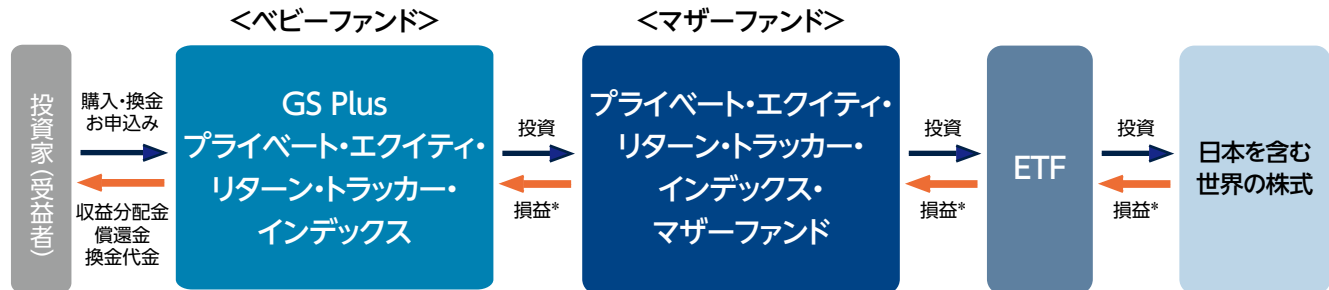 <ベビーファンド>
<マザーファンド>
投資家(受益者)
購入・換金
お申込み
収益分配金
償還金
換金代金
GS Plus
プライベート・エクイティ・
リターン・トラッカー・
インデックス
投資
損益*
プライベート・エクイティ・
リターン・トラッカー・
インデックス・
マザーファンド
投資
損益*
ETF
投資
損益*
日本を含む
世界の株式